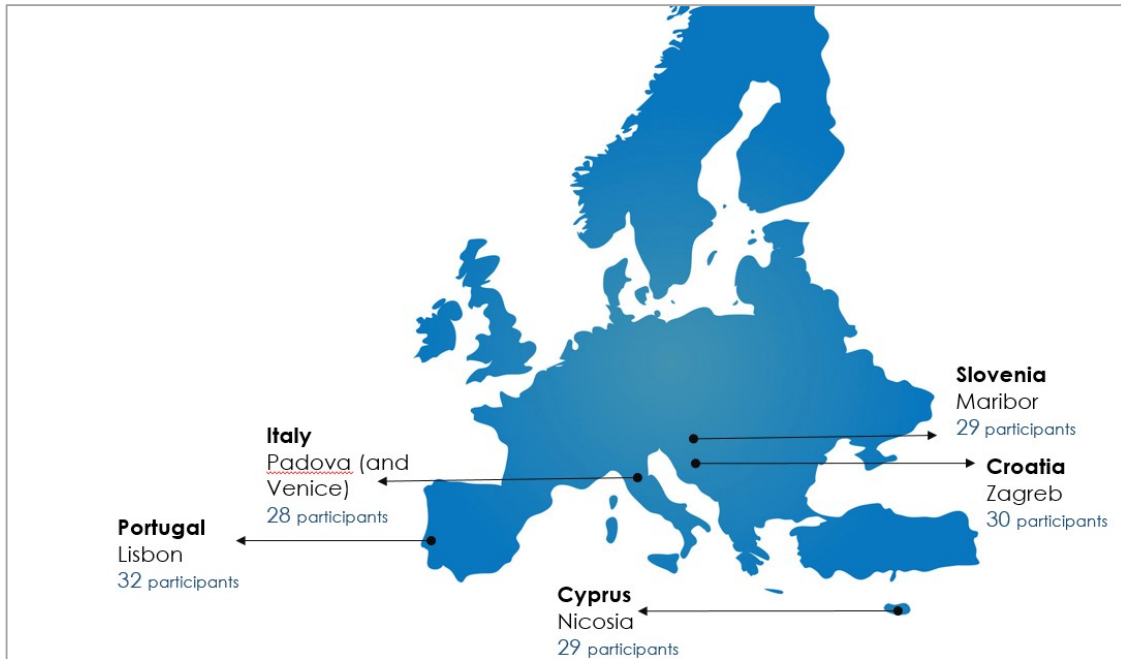 Slovenia
Maribor
29 participants
Italy
Padova (and
Venice)
28 participants
Croatia
Zagreb
30 participants
Portugal
Lisbon
32 participants
Cyprus
Nicosia
29 participants